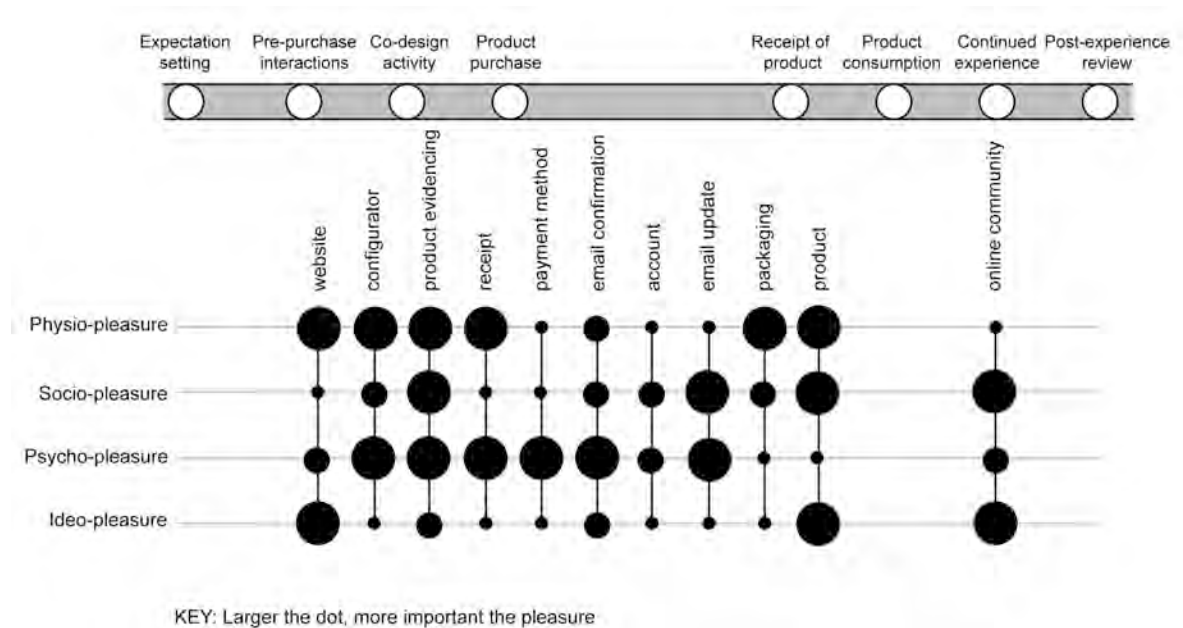 Expectation
setting
Pre-purchase
interactions
Co-design
activity
Product
purchase
Receipt of
product
Product
consumption
Continued
experience
Post-experience
review
website
configurator
product evidencing
receipt
payment method
email confirmation
account
email update
packaging
product
online community
Physio-pleasure
Socio-pleasure
Psycho-pleasure
Ideo-pleasure
KEY: Larger the dot, more important the pleasure